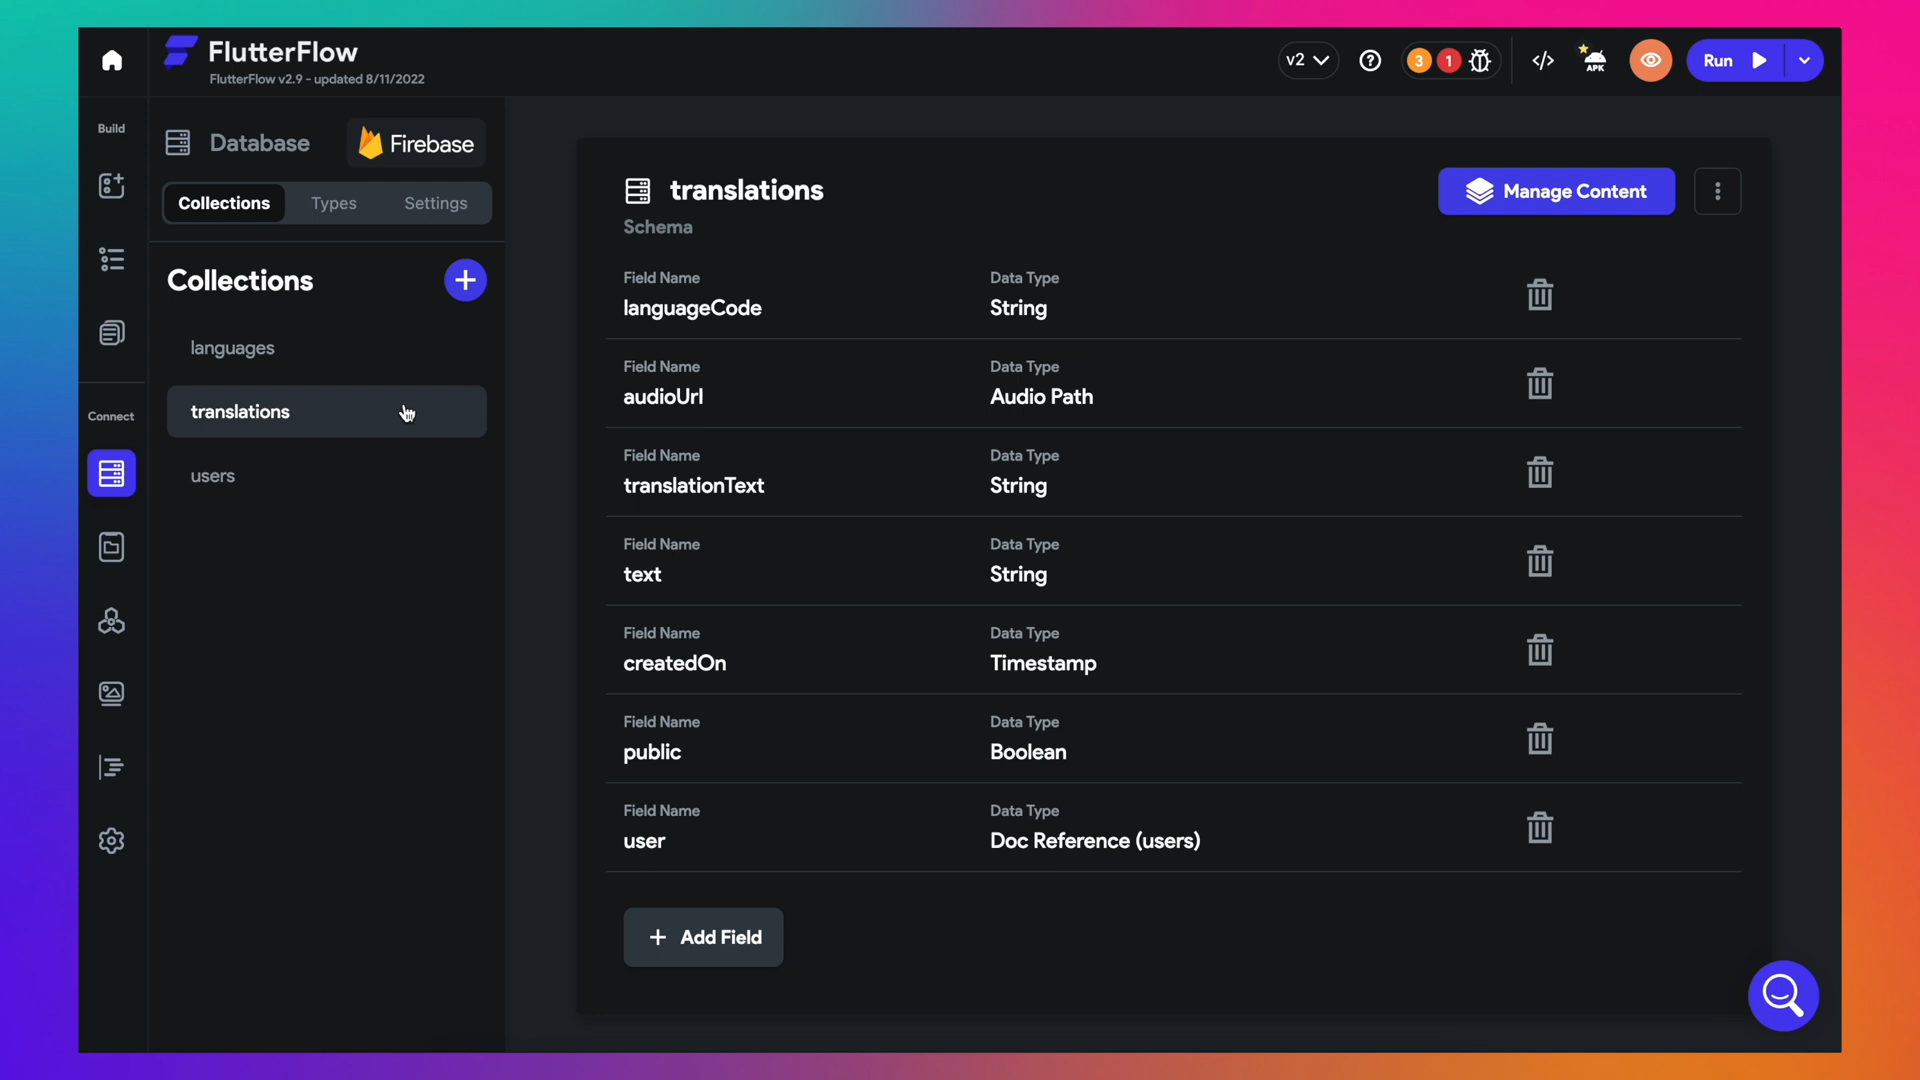 FlutterFlow
FlutterFlow v2.9 - updated 8/11/2022
v2
3
1
APK
Run
Build
Database
Firebase
Collections
Types
Settings
Collections
languages
translations
users
Connect
translations
Schema
Manage Content
Field Name
Data Type
languageCode
String
Field Name
Data Type
audioUrl
Audio Path
Field Name
Data Type
translationText
String
Field Name
Data Type
text
String
Field Name
Data Type
createdOn
Timestamp
Field Name
Data Type
public
Boolean
Field Name
Data Type
user
Doc Reference (users)
+ Add Field